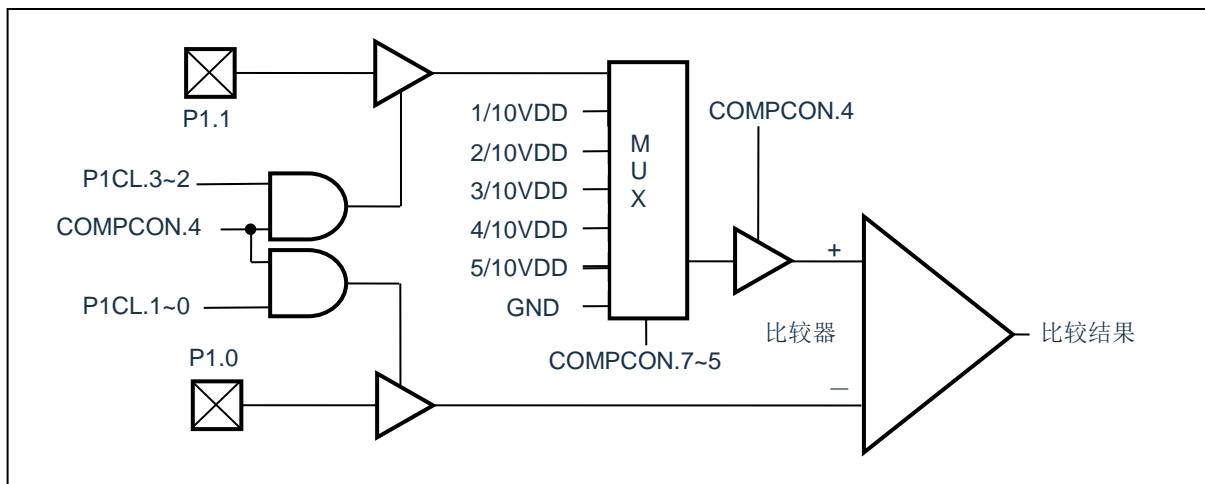 P1.1
1/10VDD
2/10VDD
3/10VDD
4/10VDD
5/10VDD
GND
M
U
X
COMPCON.4
P1CL.3~2
COMPCON.4
P1CL.1~0
P1.0
COMPCON.7~5
+
比较器
—
比较结果